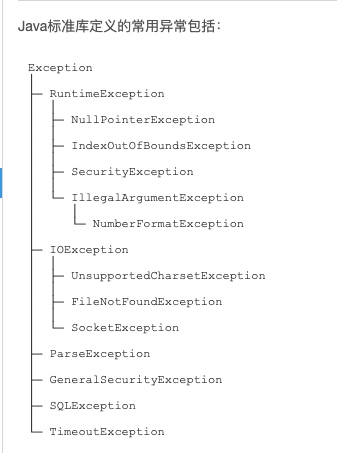 Java标准库定义的常用异常包括：
Exception
RuntimeException
NullPointerException
IndexOutOfBoundsException
SecurityException
IllegalArgumentException
NumberFormatException
IOException
UnsupportedCharsetException
FileNotFoundException
SocketException
ParseException
GeneralSecurityException
SQLException
TimeoutException